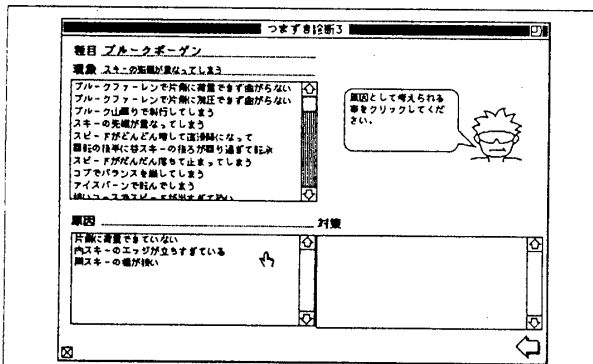 つまずき診断3
種目 プルークボーゲン
現象 スキーの先端が重なってしまう
プルークファーレンで片側に荷重できず曲がらない
プルークファーレンで片側に加圧できず曲がらない
プルーク山廻りで斜行してしまう
スキーの先端が重なってしまう
スピードがどんどん増して直滑降になって
回転の後半に谷スキーの後ろが回り過ぎて転ぶ
スピードがだんだん落ちて止まってしまう
コブでバランスを崩してしまう
アイスバーンで転んでしまう
原因として考えられる
事をクリックしてくだ
さい。
原因
片側に荷重できていない
内スキーのエッジが立ちすぎている
両スキーの幅が狭い
対策